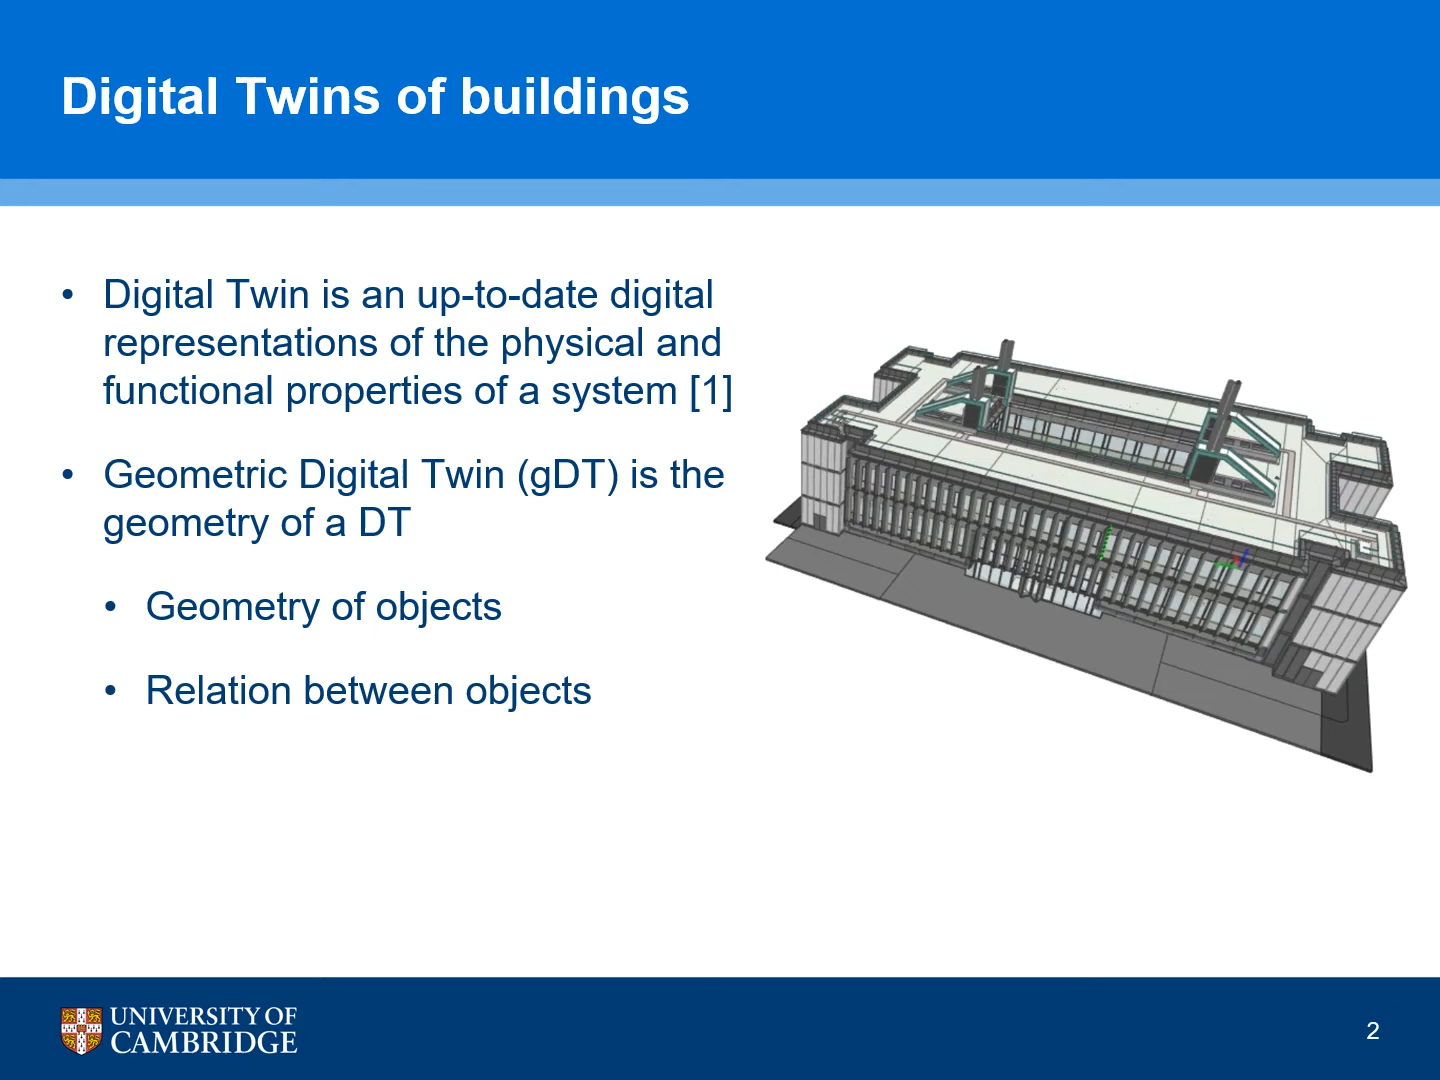 Digital Twins of buildings
• Digital Twin is an up-to-date digital
representations of the physical and
functional properties of a system [1]
• Geometric Digital Twin (gDT) is the
geometry of a DT
• Geometry of objects
• Relation between objects
UNIVERSITY OF
CAMBRIDGE
2